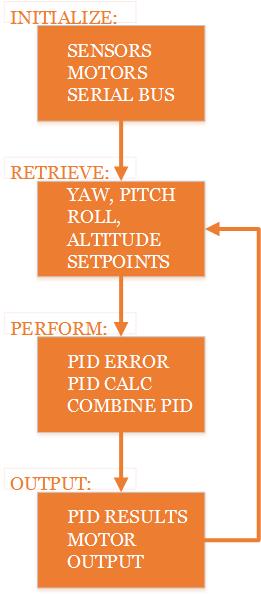 INITIALIZE:
SENSORS
MOTORS
SERIAL BUS
RETRIEVE:
YAW, PITCH
ROLL,
ALTITUDE
SETPOINTS
PERFORM:
PID ERROR
PID CALC
COMBINE PID
OUTPUT:
PID RESULTS
MOTOR
OUTPUT